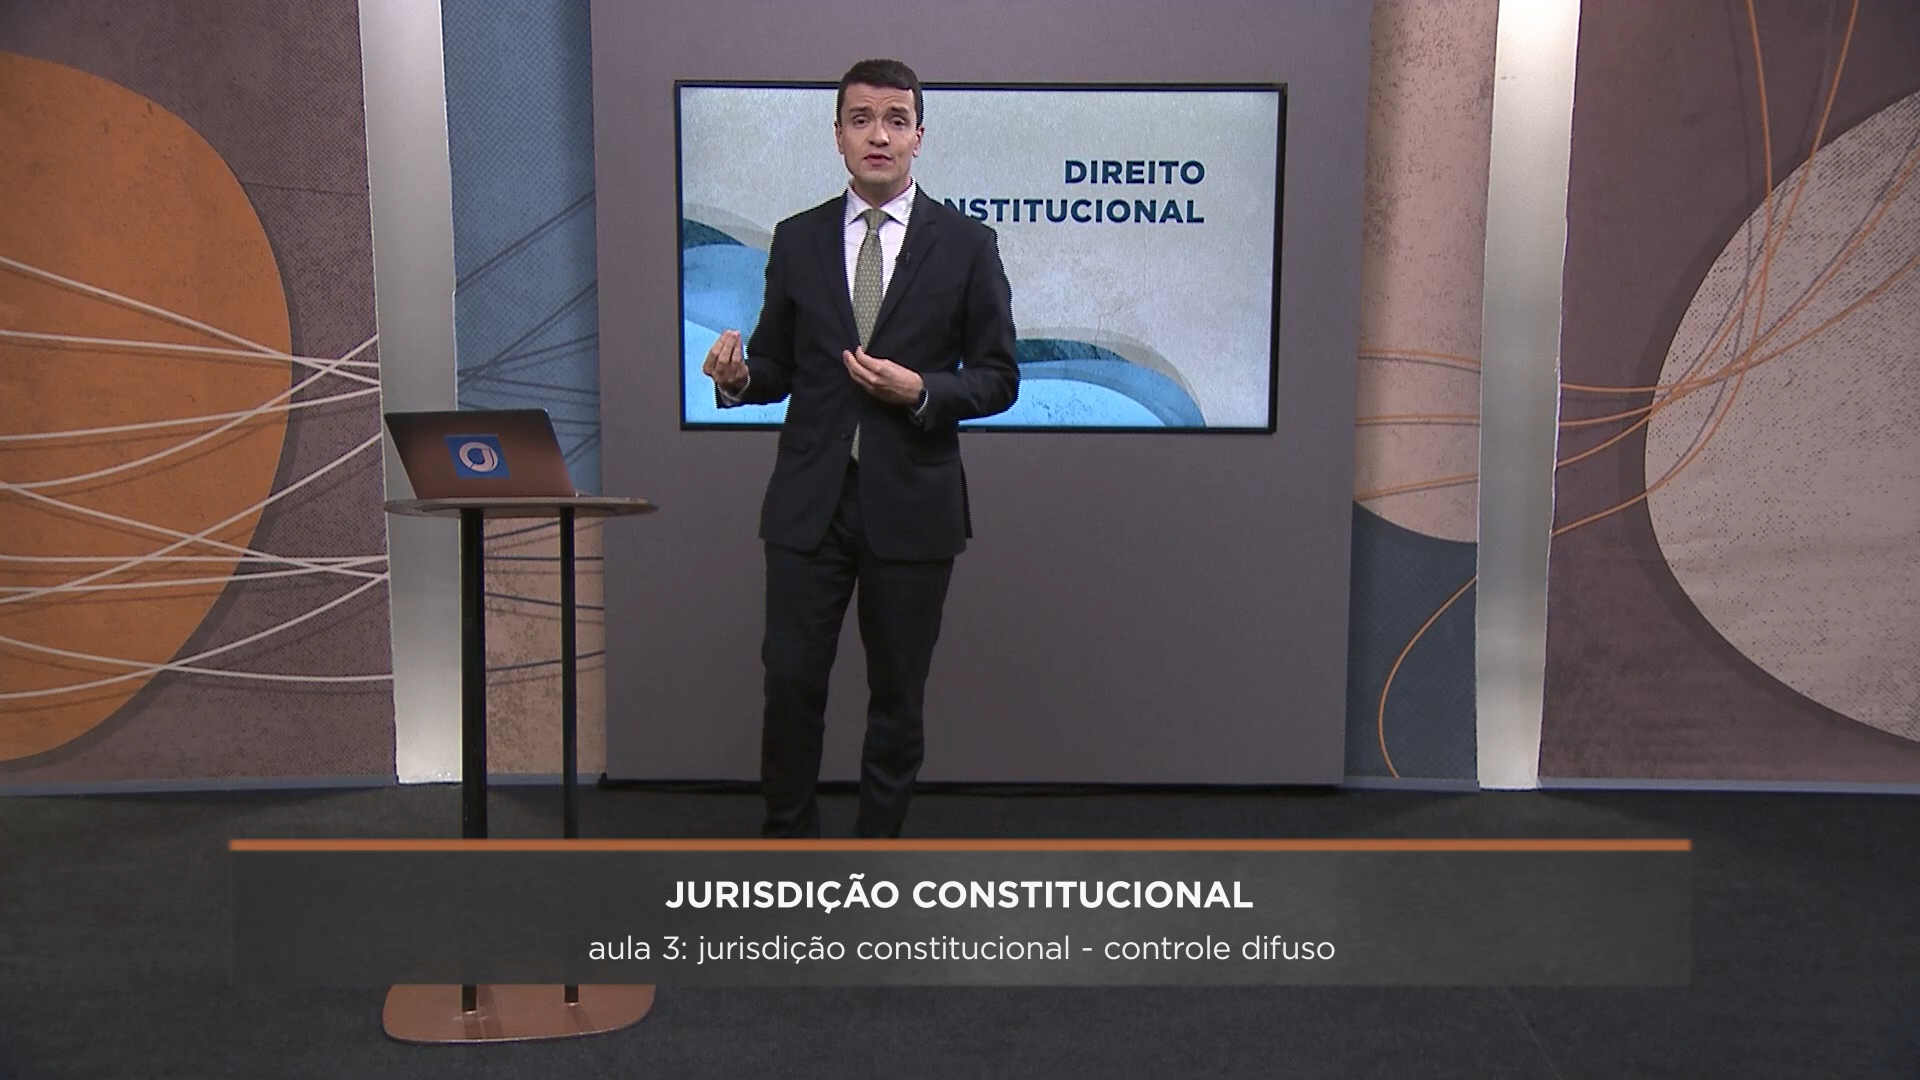 DIREITO
NSTITUCIONAL
JURISDIÇÃO CONSTITUCIONAL
aula 3: jurisdição constitucional - controle difuso